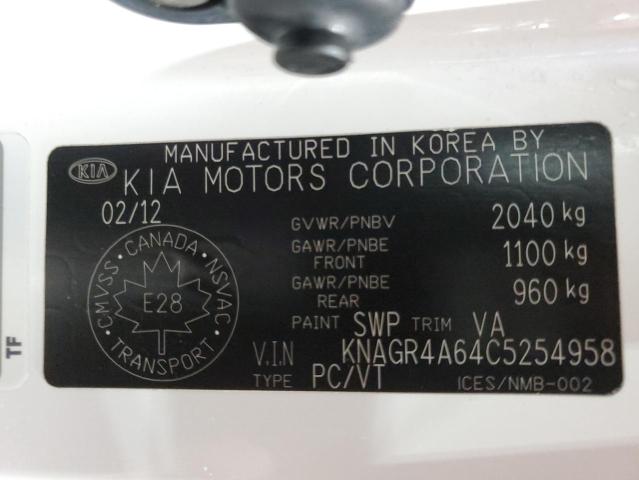 MANUFACTURED IN KOREA BY
KIA KIA MOTORS CORPORATION
02/12
GVWR/PNBV 2040 kg
GAWR/PNBE FRONT 1100 kg
GAWR/PNBE REAR 960 kg
CANADA
CMVSS NSVAC
E28
TRANSPORT
PAINT SWP TRIM VA
V.I.N KNAGR4A64C5254958
TYPE PC/VT ICES/NMB-002
TF